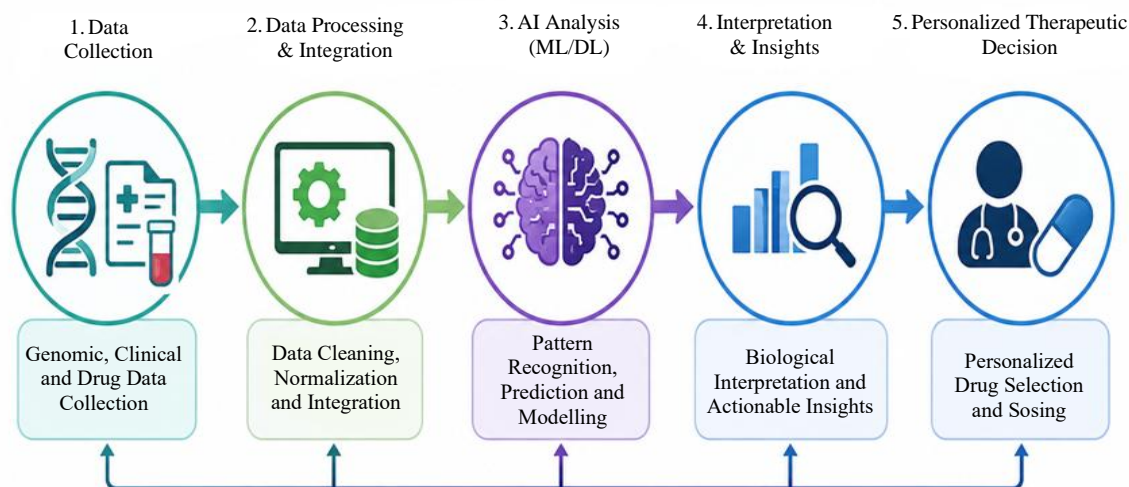 1. Data
Collection
2. Data Processing
& Integration
3. AI Analysis
(ML/DL)
4. Interpretation
& Insights
5. Personalized Therapeutic
Decision
Genomic, Clinical
and Drug Data
Collection
Data Cleaning,
Normalization
and Integration
Pattern
Recognition,
Prediction and
Modelling
Biological
Interpretation and
Actionable Insights
Personalized
Drug Selection
and Sosing